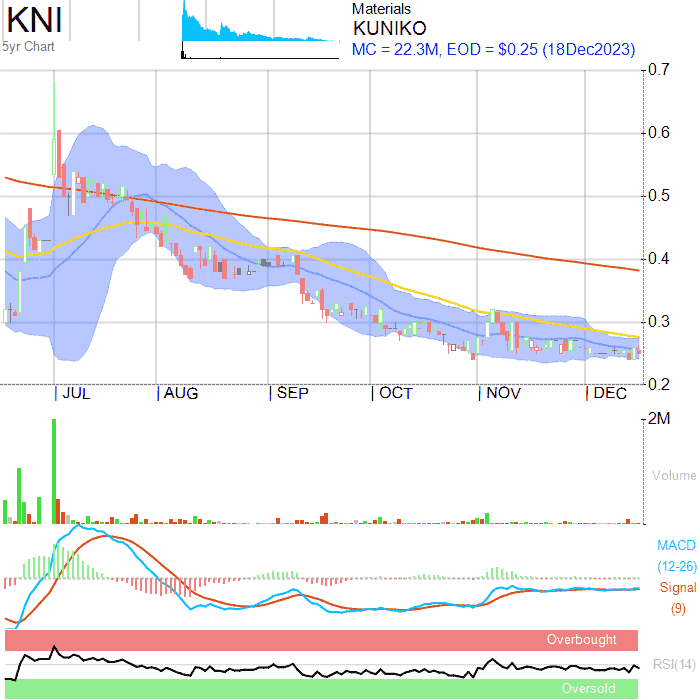 KNI
5yr Chart
Materials
KUNIKO
MC = 22.3M, EOD = $0.25 (18Dec2023)
0.7
0.6
0.5
0.4
0.3
0.2
JUL AUG SEP OCT NOV DEC
2M
Volume
MACD
(12-26)
Signal
(9)
Overbought
RSI(14)
Oversold